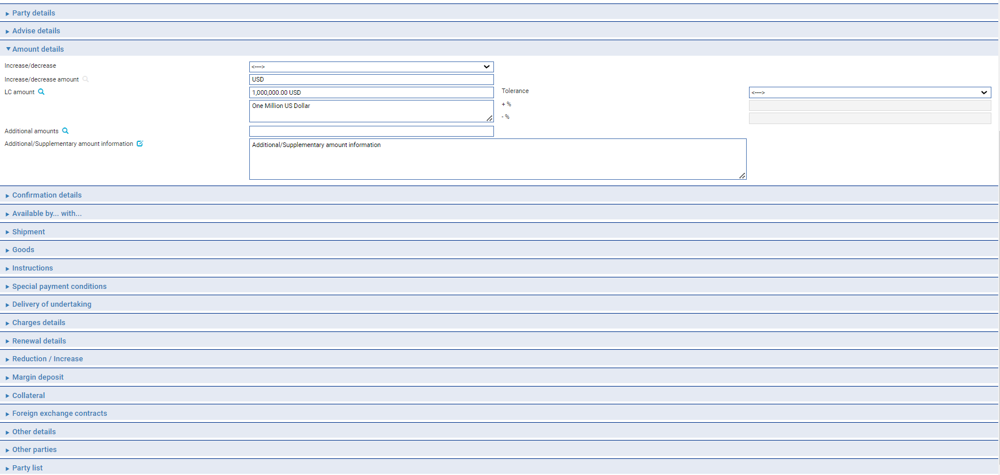 Party details
Advise details
Amount details
Increase/decrease
<---->
Increase/decrease amount
USD
LC amount
1,000,000.00 USD
Tolerance
<---->
One Million US Dollar
+ %
- %
Additional amounts
Additional/Supplementary amount information
Additional/Supplementary amount information
Confirmation details
Available by... with...
Shipment
Goods
Instructions
Special payment conditions
Delivery of undertaking
Charges details
Renewal details
Reduction / Increase
Margin deposit
Collateral
Foreign exchange contracts
Other details
Other parties
Party list